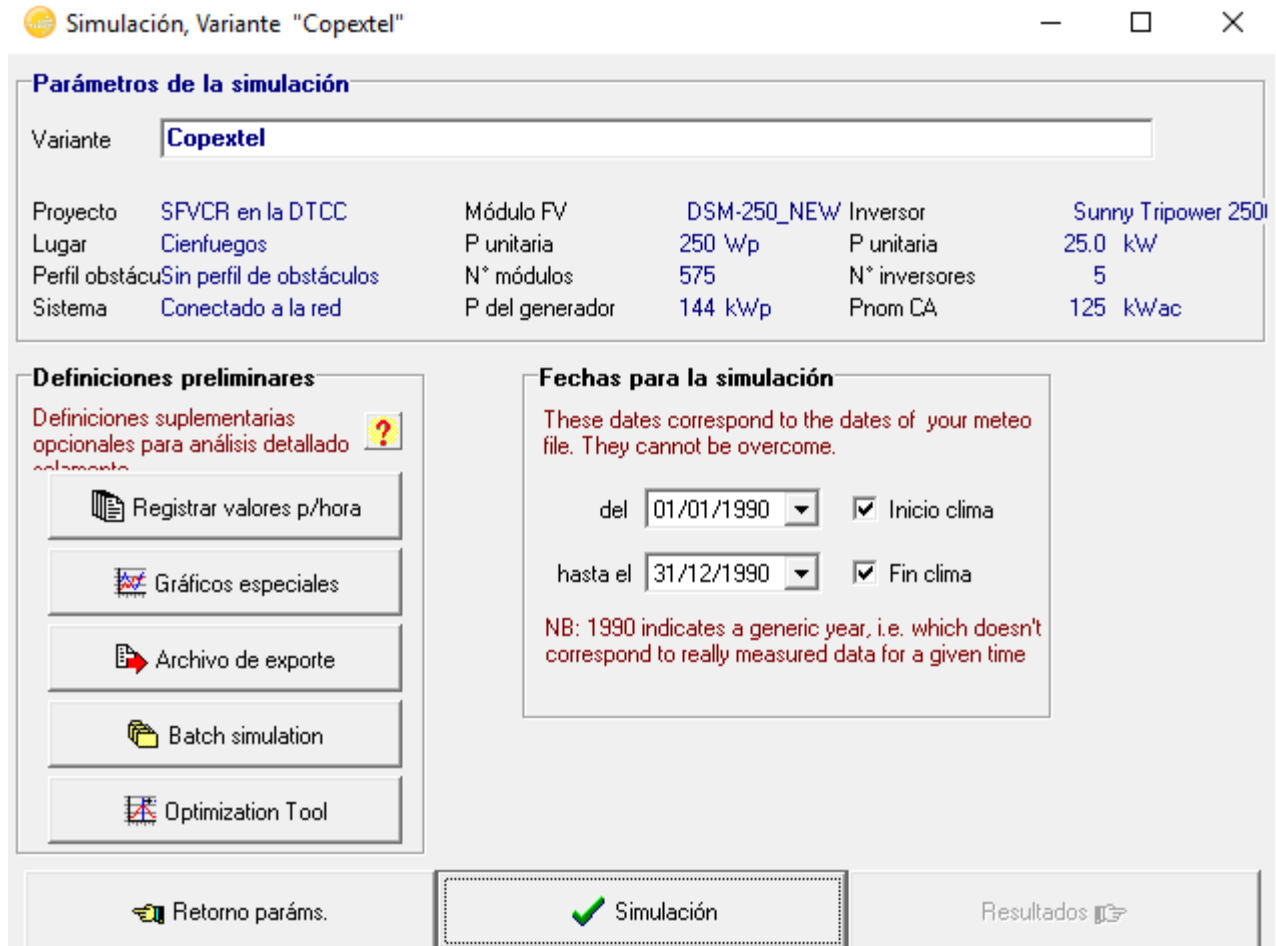 Simulación, Variante "Copextel"
Parámetros de la simulación
Variante Copextel
Proyecto SFVCR en la DTCC Módulo FV DSM-250_NEW Inversor Sunny Tripower 250
Lugar Cienfuegos P unitaria 250 Wp P unitaria 25.0 kW
Perfil obstácu Sin perfil de obstáculos N° módulos 575 N° inversores 5
Sistema Conectado a la red P del generador 144 kWp Pnom CA 125 kWac
Definiciones preliminares
Definiciones suplementarias
opcionales para análisis detallado
solamente
?
Registrar valores p/hora
Gráficos especiales
Archivo de exporte
Batch simulation
Optimization Tool
Fechas para la simulación
These dates correspond to the dates of your meteo
file. They cannot be overcome.
del 01/01/1990 Inicio clima
hasta el 31/12/1990 Fin clima
NB: 1990 indicates a generic year, i.e. which doesn't
correspond to really measured data for a given time
Retorno paráms. Simulación Resultados